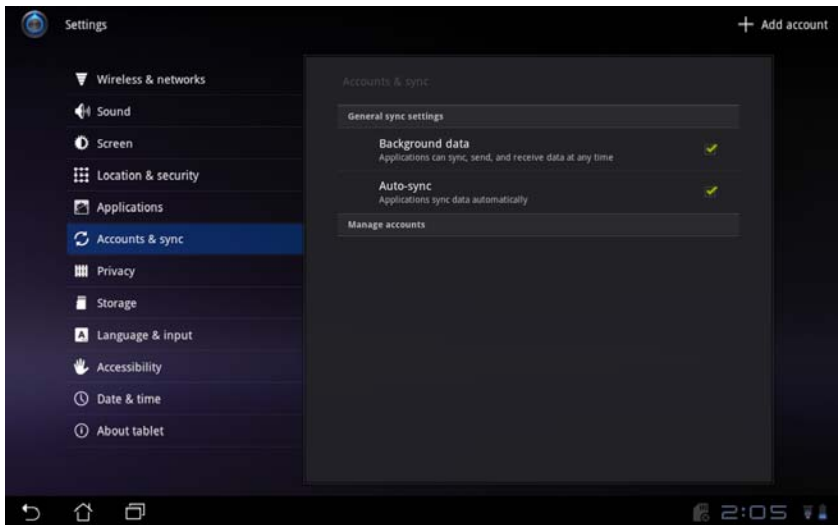 Settings
Add account
Wireless & networks
Sound
Screen
Location & security
Applications
Accounts & sync
Privacy
Storage
Language & input
Accessibility
Date & time
About tablet
Accounts & sync
General sync settings
Background data
Applications can sync, send, and receive data at any time
Auto-sync
Applications sync data automatically
Manage accounts
2:05